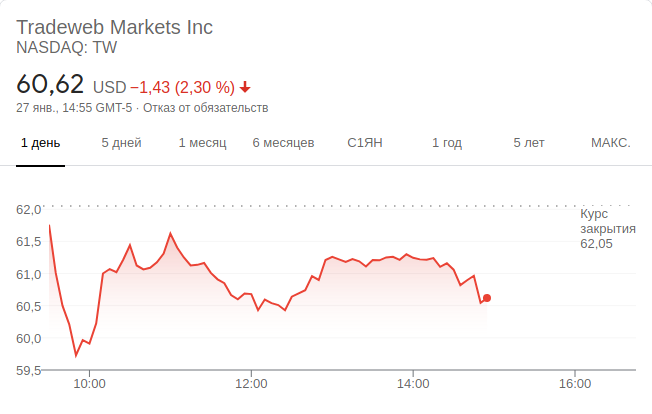 Tradeweb Markets Inc
NASDAQ: TW
60,62 USD −1,43 (2,30 %)
27 янв., 14:55 GMT-5 · Отказ от обязательств
1 день 5 дней 1 месяц 6 месяцев С1ЯН 1 год 5 лет МАКС.
62,0
Курс
закрытия
62,05
61,5
61,0
60,5
60,0
59,5
10:00 12:00 14:00 16:00